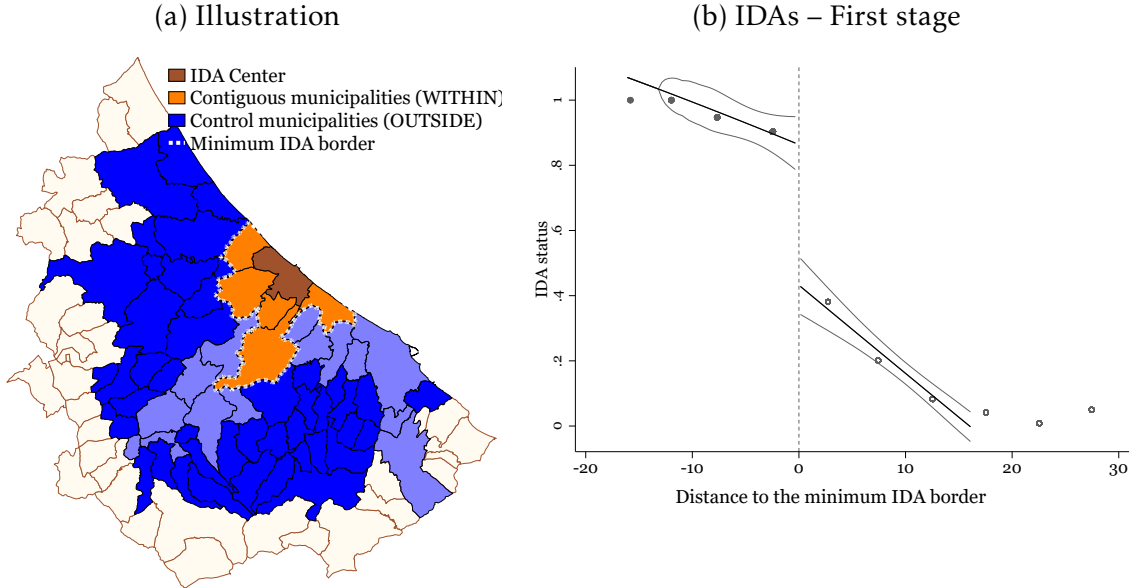 (a) Illustration
IDA Center
Contiguous municipalities (WITHIN)
Control municipalities (OUTSIDE)
Minimum IDA border
(b) IDAs – First stage
IDA status
1
.8
.6
.4
.2
0
-20
-10
0
10
20
30
Distance to the minimum IDA border